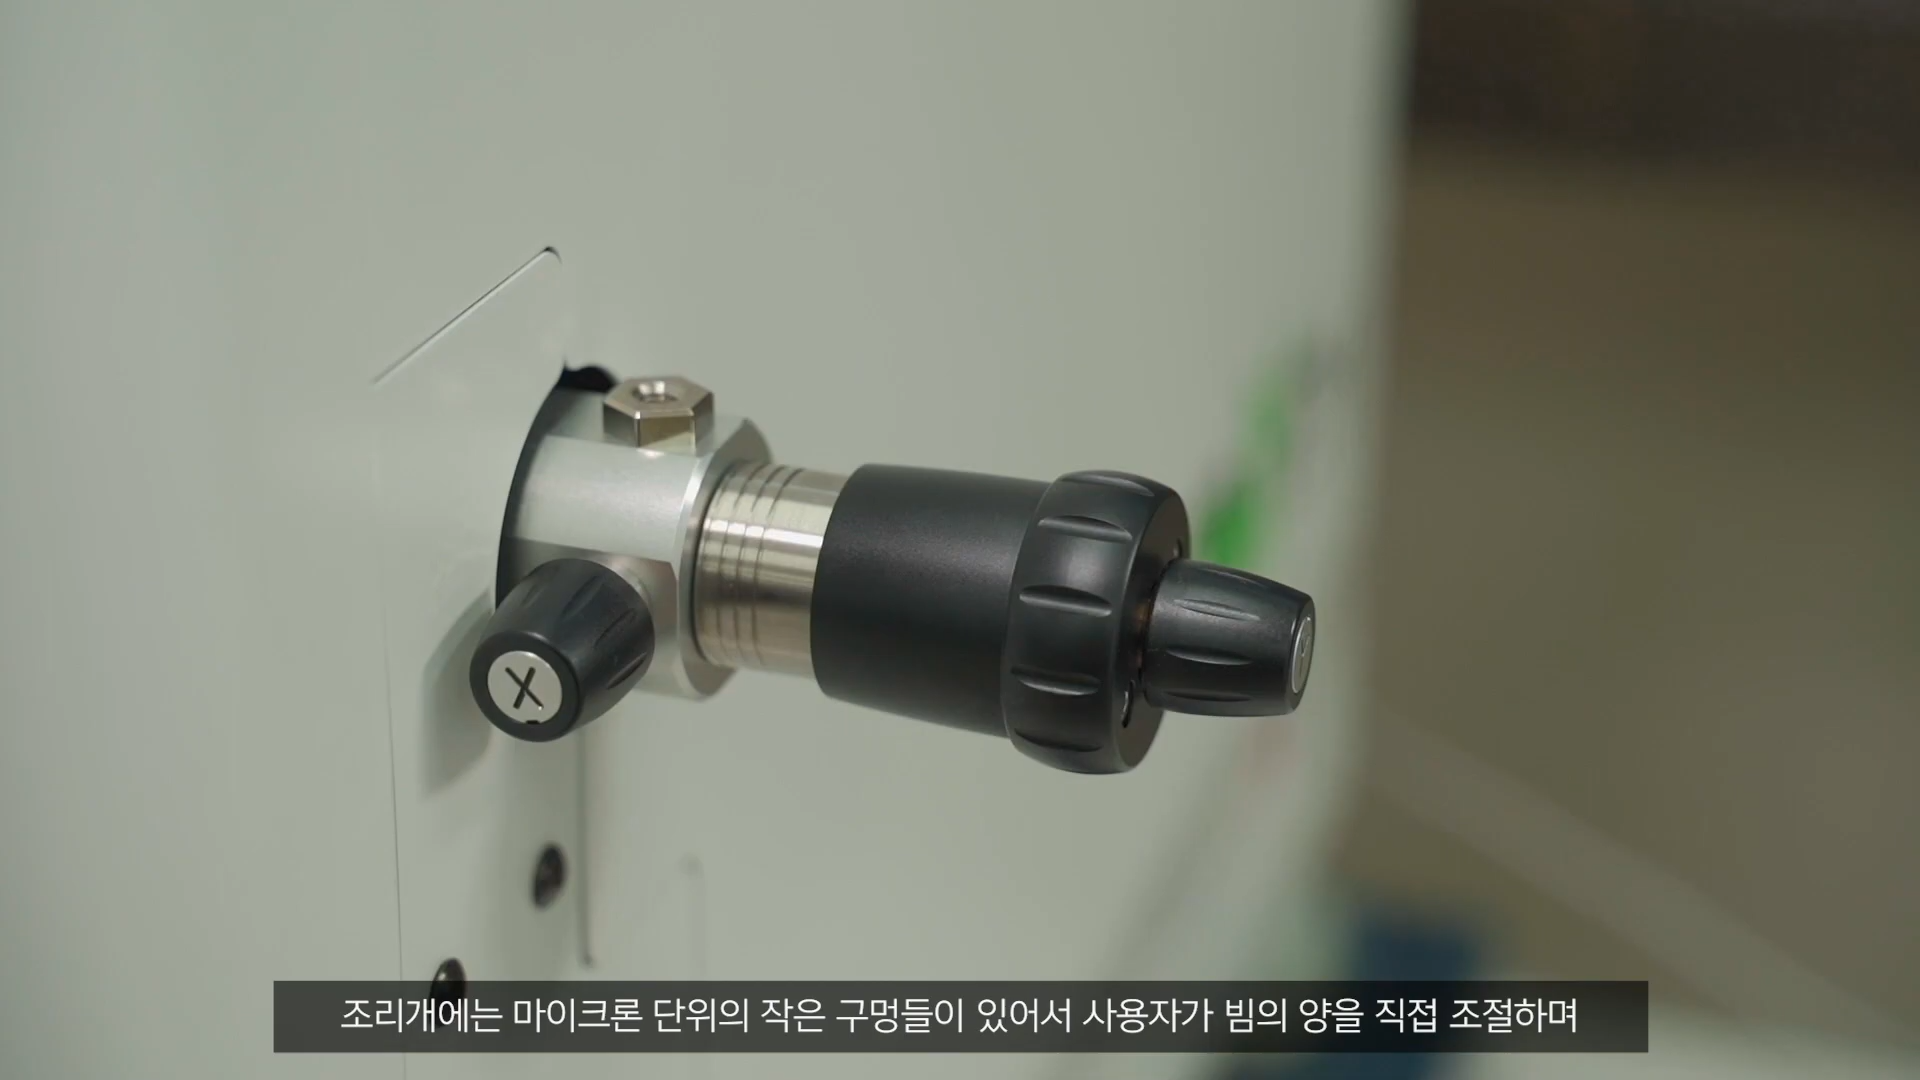 X
조리개에는 마이크론 단위의 작은 구멍들이 있어서 사용자가 빔의 양을 직접 조절하며